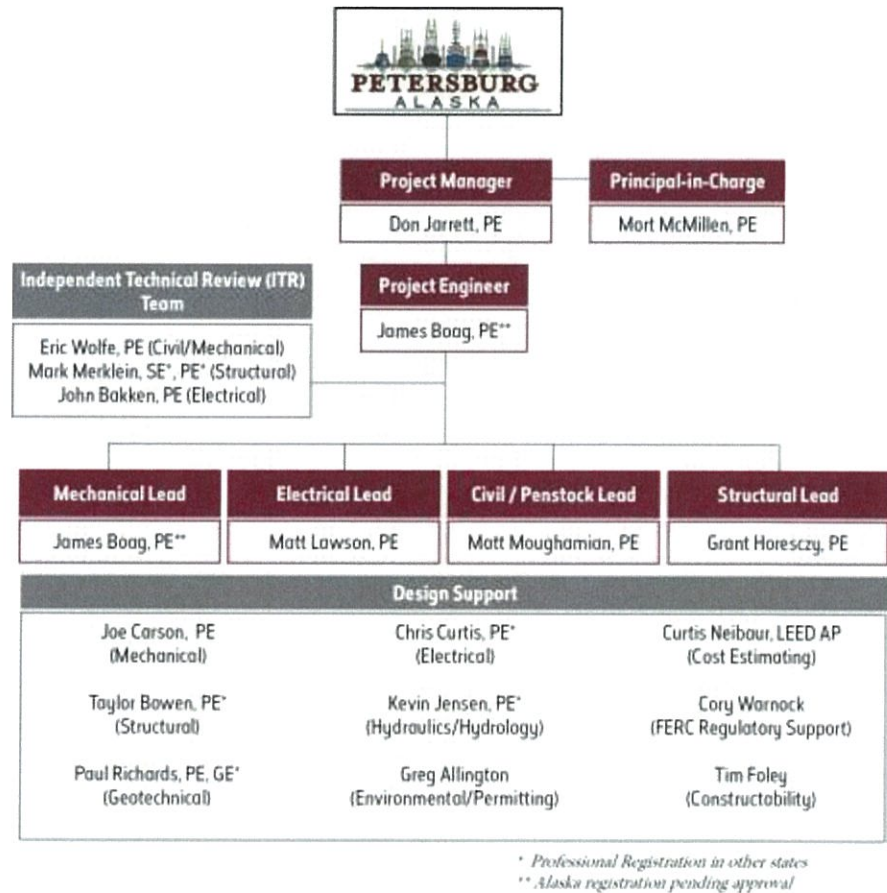 PETERSBURG
ALASKA
Project Manager
Don Jarrett, PE
Principal-in-Charge
Mort McMillen, PE
Independent Technical Review (ITR)
Team
Eric Wolfe, PE (Civil/Mechanical)
Mark Merklein, SE*, PE* (Structural)
John Bakken, PE (Electrical)
Project Engineer
James Boag, PE**
Mechanical Lead
James Boag, PE**
Electrical Lead
Matt Lawson, PE
Civil / Penstock Lead
Matt Moughamian, PE
Structural Lead
Grant Horesczy, PE
Design Support
Joe Carson, PE
(Mechanical)
Chris Curtis, PE*
(Electrical)
Curtis Neibaur, LEED AP
(Cost Estimating)
Taylor Bowen, PE*
(Structural)
Kevin Jensen, PE*
(Hydraulics/Hydrology)
Cory Warnock
(FERC Regulatory Support)
Paul Richards, PE, GE*
(Geotechnical)
Greg Allington
(Environmental/Permitting)
Tim Foley
(Constructability)
* Professional Registration in other states
** Alaska registration pending approval